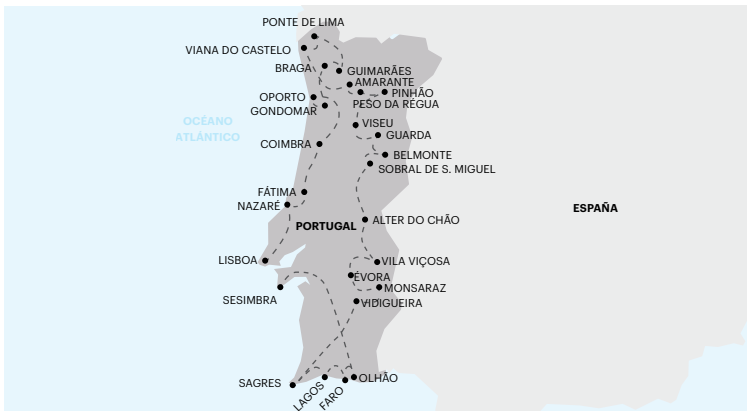 PONTE DE LIMA
VIANA DO CASTELO
BRAGA
GUIMARÃES
AMARANTE
OPORTO
PINHÃO
PESO DA RÉGUA
GONDOMAR
OCÉANO
ATLÁNTICO
VISEU
GUARDA
COIMBRA
BELMONTE
SOBRAL DE S. MIGUEL
FÁTIMA
NAZARÉ
ESPAÑA
PORTUGAL
ALTER DO CHÃO
LISBOA
VILA VIÇOSA
ÉVORA
MONSARAZ
SESIMBRA
VIDIGUEIRA
SAGRES
LAGOS
FARO
OLHÃO